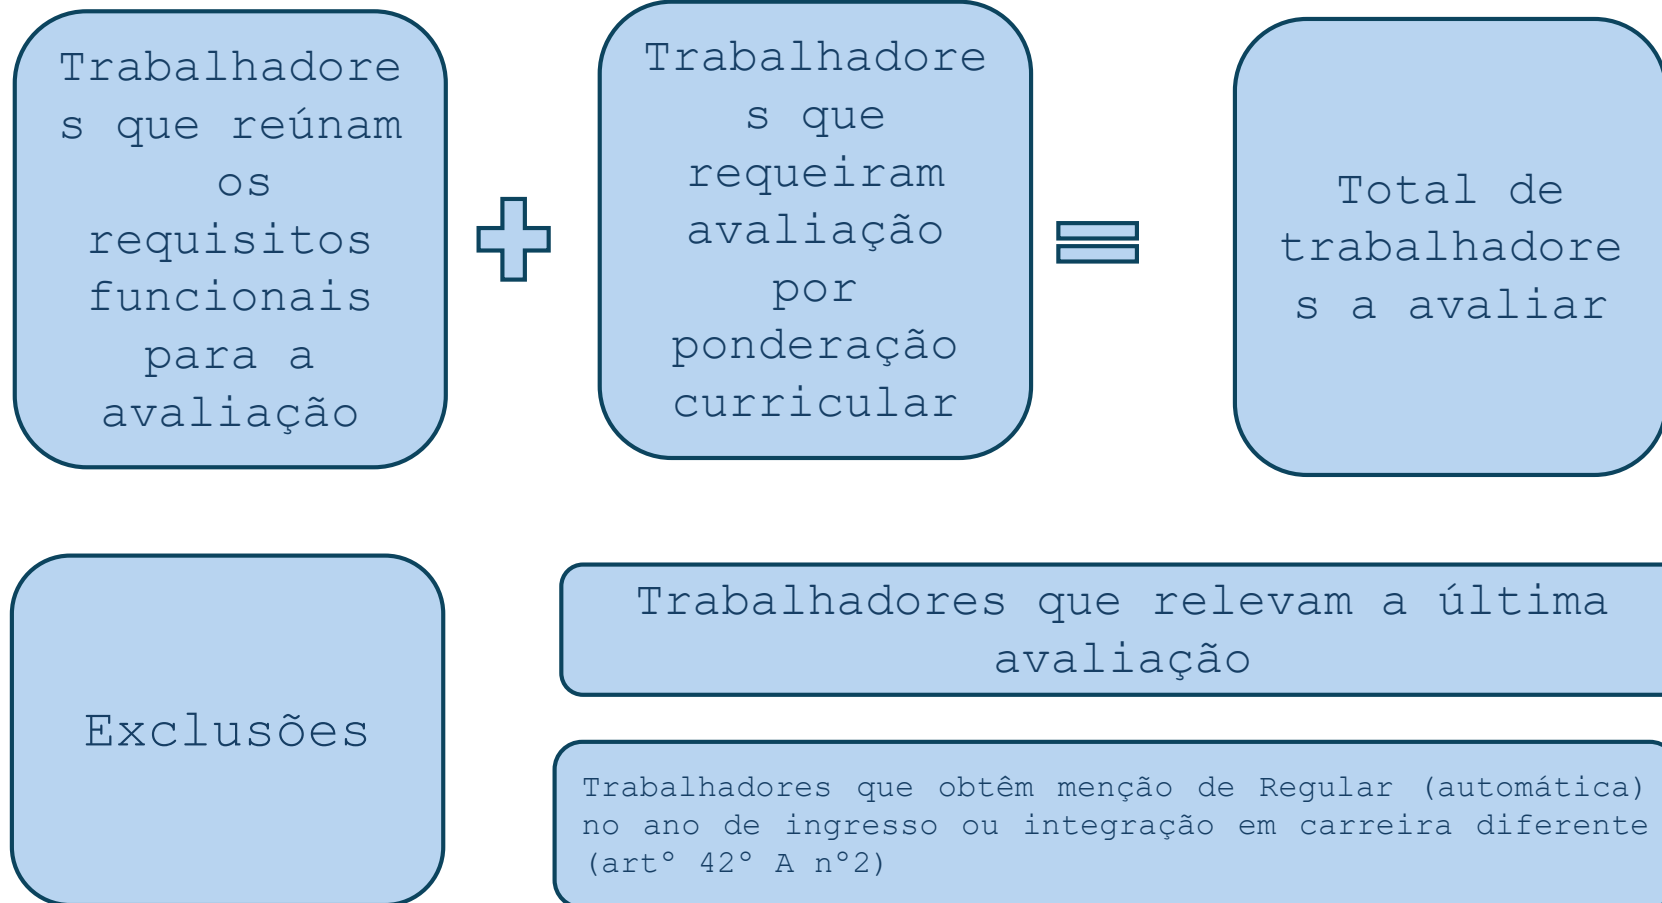 Trabalhadore
s que reúnam
os
requisitos
funcionais
para a
avaliação
Trabalhadore
s que
requeiram
avaliação
por
ponderação
curricular
Total de
trabalhadore
s a avaliar
Exclusões
Trabalhadores que relevam a última
avaliação
Trabalhadores que obtêm menção de Regular (automática)
no ano de ingresso ou integração em carreira diferente
(artº 42º A nº2)